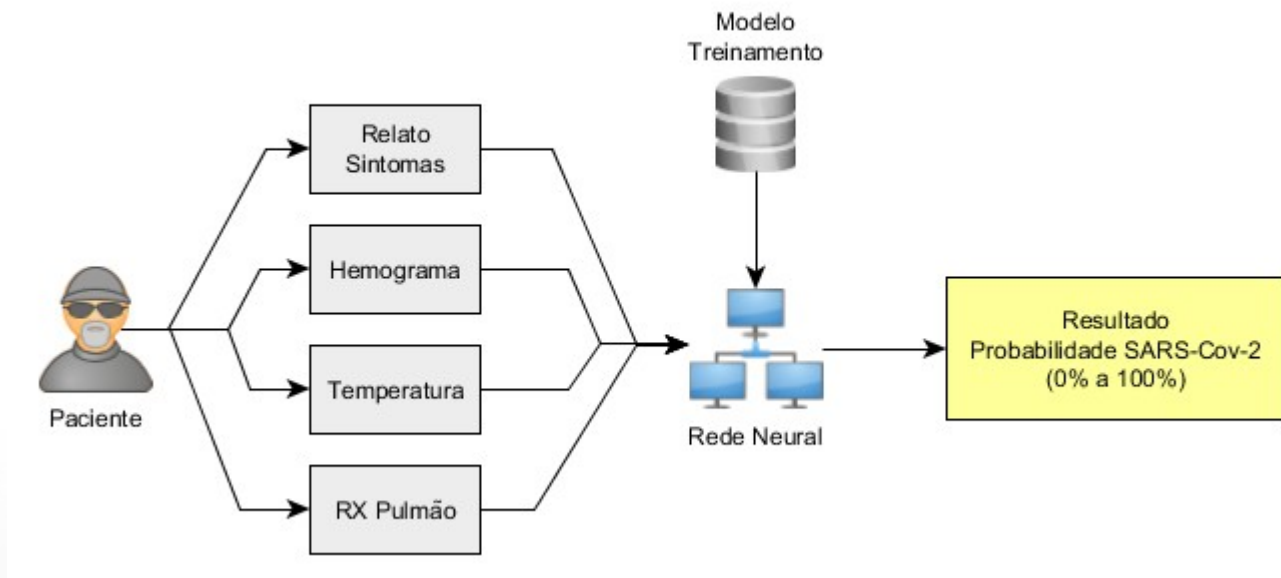 Modelo
Treinamento
Relato
Sintomas
Hemograma
Temperatura
RX Pulmão
Paciente
Rede Neural
Resultado
Probabilidade SARS-Cov-2
(0% a 100%)